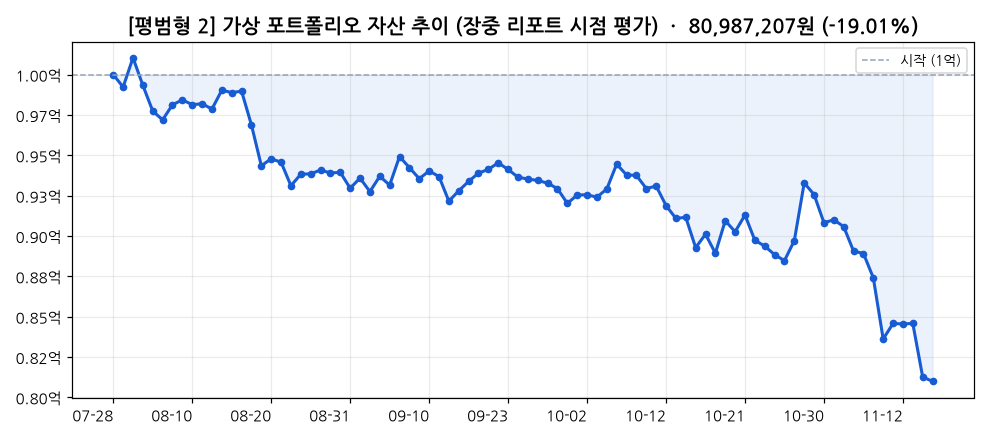 [평범형 2] 가상 포트폴리오 자산 추이 (장중 리포트 시점 평가) · 80,987,207원 (-19.01%)
시작 (1억)
1.00억
0.97억
0.95억
0.93억
0.90억
0.88억
0.85억
0.82억
0.80억
07-28 08-10 08-20 08-31 09-10 09-23 10-02 10-12 10-21 10-30 11-12